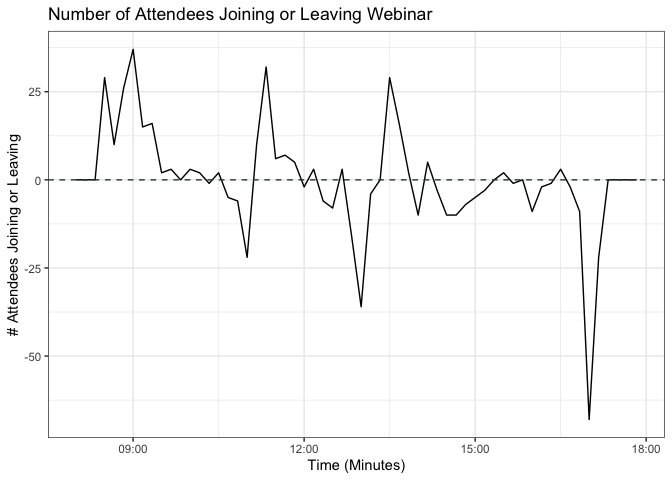 Number of Attendees Joining or Leaving Webinar
25
0
-25
-50
# Attendees Joining or Leaving
09:00 12:00 15:00 18:00
Time (Minutes)